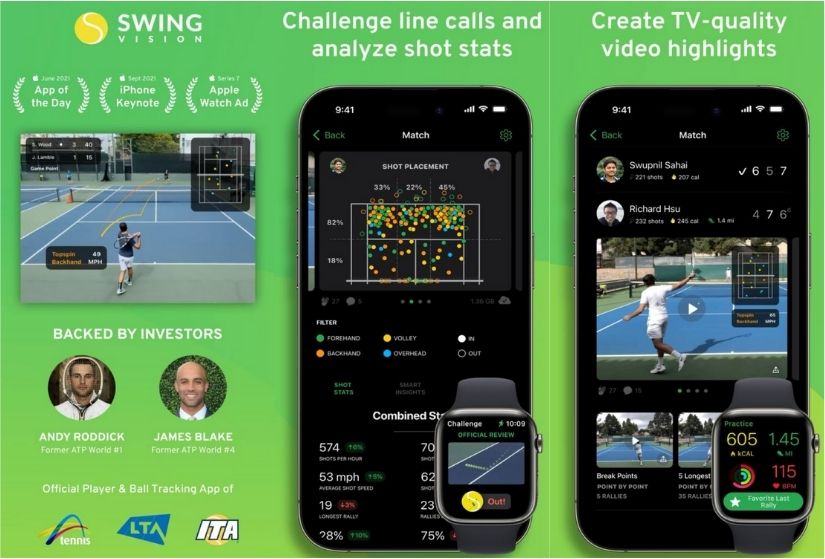 SWING
VISION
June 2021
App of
the Day
Sept 2021
iPhone
Keynote
Series 7
Apple
Watch Ad
S. Wood 3 40
J. Lambie 1 15
Game Point
Topspin 49
Backhand MPH
BACKED BY INVESTORS
ANDY RODDICK
Former ATP World #1
JAMES BLAKE
Former ATP World #4
Official Player & Ball Tracking App of
tennis
LTA
ITA
Challenge line calls and
analyze shot stats
9:41
Back Match
SHOT PLACEMENT
33% 22% 45%
82%
18%
27 5 1.36 GB
FILTER
FOREHAND VOLLEY IN
BACKHAND OVERHEAD OUT
SHOT
STATS
SMART
INSIGHTS
Combined Sta
574 6%
SHOTS PER HOUR
53 mph 5%
AVERAGE SHOT SPEED
19 3%
LONGEST RALLY
28% 10%
70
62
23
75%
Challenge 10:09
OFFICIAL REVIEW
Out!
Create TV-quality
video highlights
9:41
Back Match
Swupnil Sahai
221 shots 207 cal
6 5 7
Richard Hsu
232 shots 245 cal 1.4 mi
4 7 6
Topspin 65
Backhand MPH
27 15
Break Points
POINT BY POINT
5 RALLIES
5 Longest
POINT BY
35 RALLIES
Practice
605 1.45
kCAL MI
115
BPM
Favorite Last
Rally